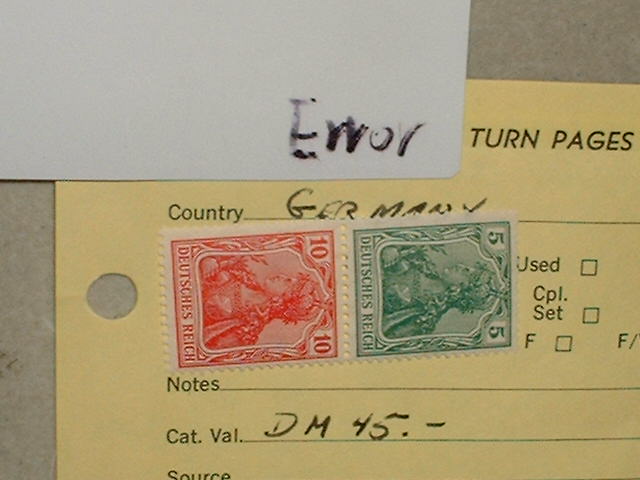 Error
TURN PAGES
Country GERMANY
10 10
DEUTSCHES REICH
5 5
DEUTSCHES REICH
Used
Cpl.
Set
F
F/
Notes
Cat. Val. DM 45.-
Source